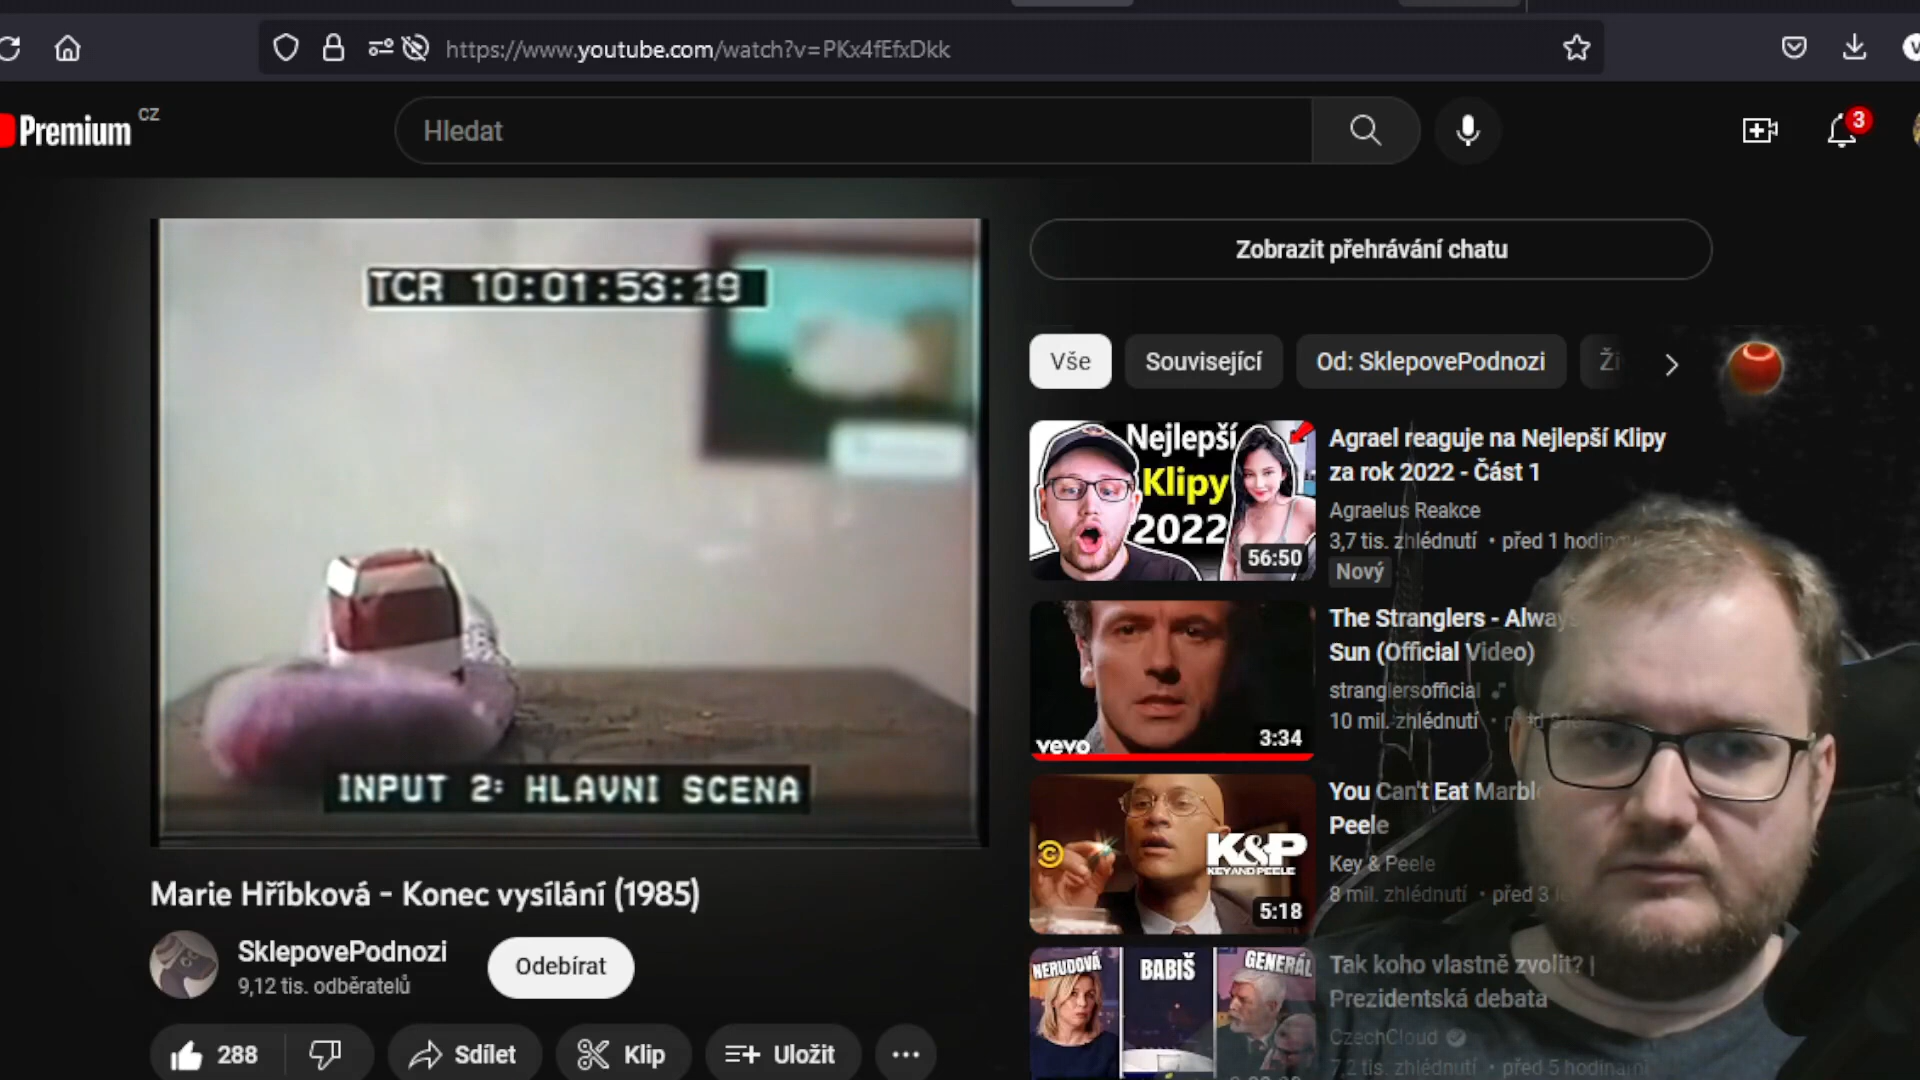 https://www.youtube.com/watch?v=PKx4fEfxDkk
Premium CZ
Hledat
3
TCR 10:01:53:19
INPUT 2: HLAVNI SCENA
Marie Hříbková - Konec vysílání (1985)
SklepovePodnozi
9,12 tis. odběratelů
Odebírat
288
Sdílet
Klip
Uložit
Zobrazit přehrávání chatu
Vše
Související
Od: SklepovePodnozi
Nejlepší
Klipy
2022
56:50
Agrael reaguje na Nejlepší Klipy
za rok 2022 - Část 1
Agraelus Reakce
3,7 tis. zhlédnutí • před 1 hodinou
Nový
vevo
3:34
The Stranglers - Always
Sun (Official Video)
stranglersofficial
10 mil. zhlédnutí •
K&P
KEY AND PEELE
5:18
You Can't Eat Marbl
Peele
Key & Peele
8 mil. zhlédnutí • před 3 le
NERUDOVÁ
BABIŠ
GENERÁL
Tak koho vlastně zvolit? |
Prezidentská debata
CzechCloud
7,2 tis. zhlédnutí • před 5 hodinami